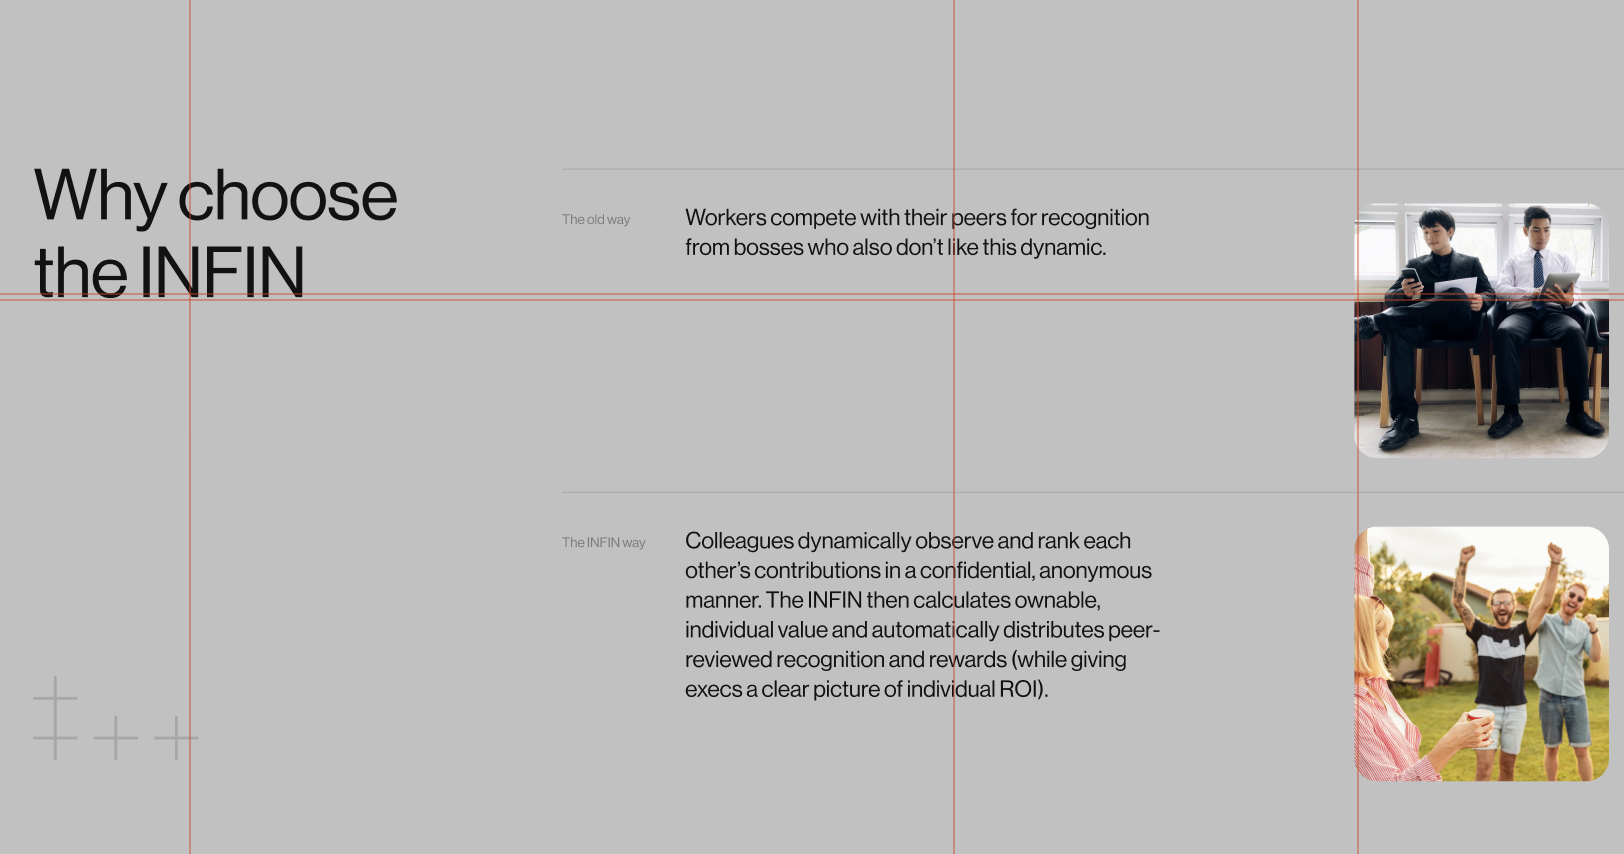 Why choose
the INFIN
The old way
Workers compete with their peers for recognition
from bosses who also don’t like this dynamic.
The INFIN way
Colleagues dynamically observe and rank each
other’s contributions in a confidential, anonymous
manner. The INFIN then calculates ownable,
individual value and automatically distributes peer-
reviewed recognition and rewards (while giving
execs a clear picture of individual ROI).